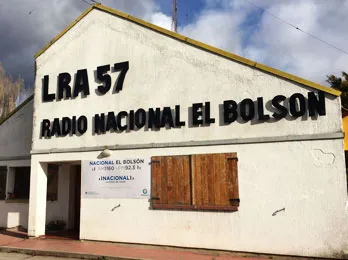 LRA 57
RADIO NACIONAL EL BOLSON
NACIONAL EL BOLSÓN
¡NACIONAL!